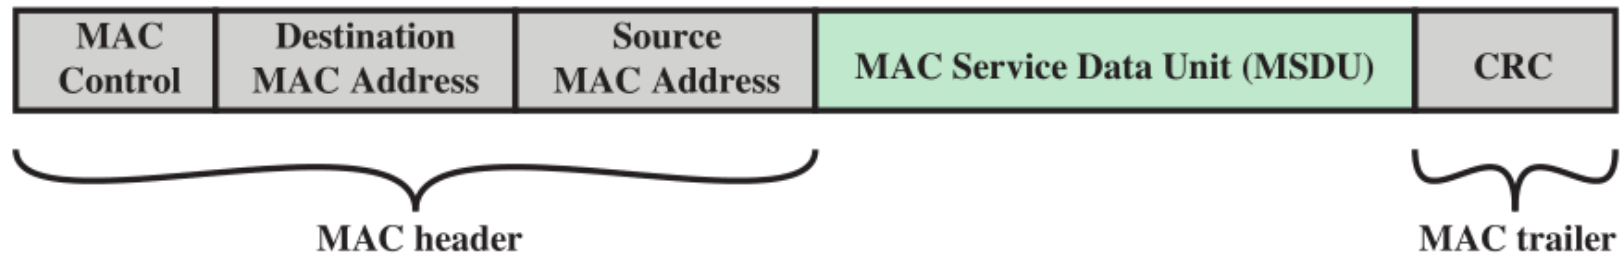 MAC
Control
Destination
MAC Address
Source
MAC Address
MAC Service Data Unit (MSDU)
CRC
MAC header
MAC trailer